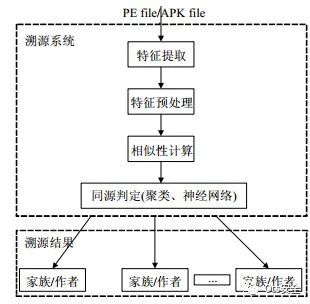 PE file/APK file
溯源系统
特征提取
特征预处理
相似性计算
同源判定(聚类、神经网络)
溯源结果
家族/作者
家族/作者
...
家族/作者